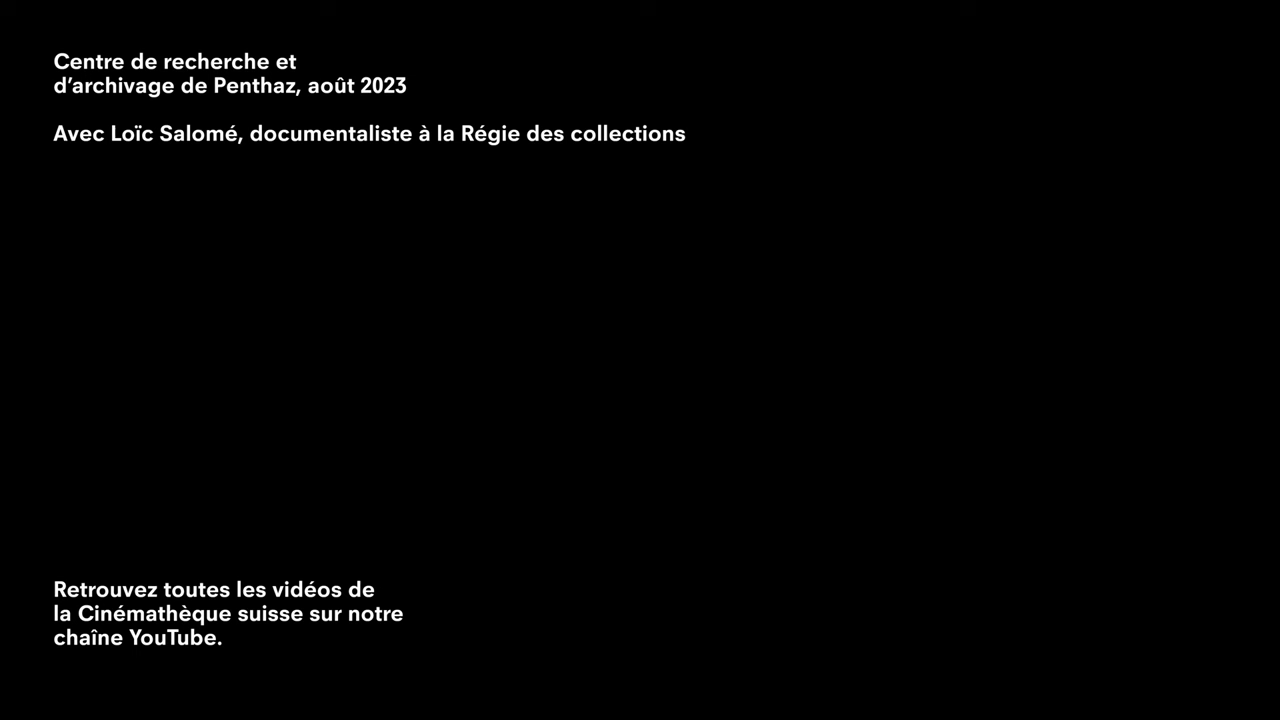 Centre de recherche et
d’archivage de Penthaz, août 2023
Avec Loïc Salomé, documentaliste à la Régie des collections
Retrouvez toutes les vidéos de
la Cinémathèque suisse sur notre
chaîne YouTube.